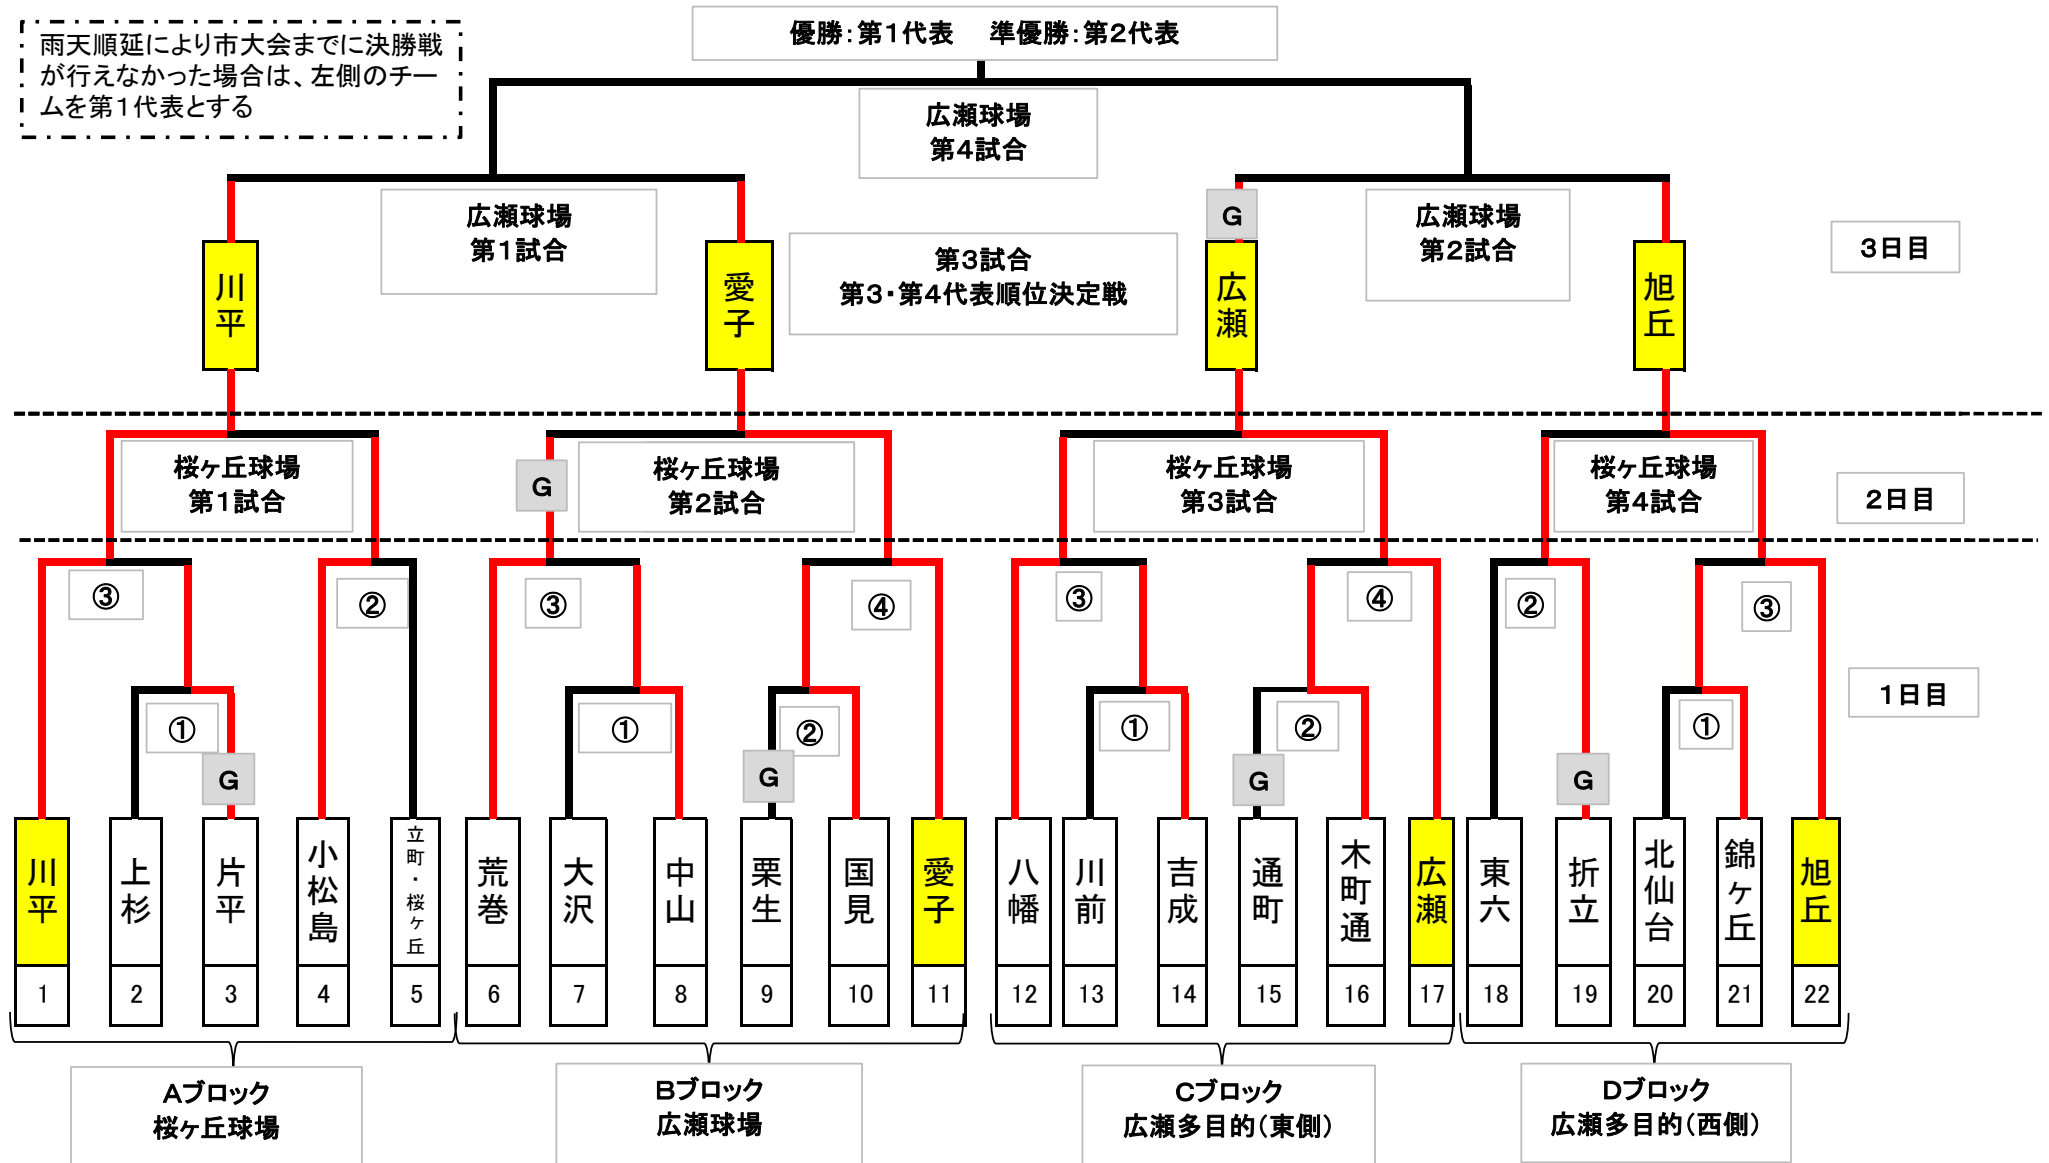 優勝：第１代表　準優勝：第２代表
雨天順延により市大会までに決勝戦
が行えなかった場合は、左側のチー
ムを第１代表とする
広瀬球場
第４試合
広瀬球場
第１試合
G
広瀬球場
第２試合
第３試合
第３・第４代表順位決定戦
３日目
川平
愛子
広瀬
旭丘
桜ヶ丘球場
第１試合
G
桜ヶ丘球場
第２試合
桜ヶ丘球場
第３試合
桜ヶ丘球場
第４試合
２日目
③
②
③
④
③
④
②
③
１日目
①
①
②
①
②
①
G
G
G
G
川平
上杉
片平
小松島
立町・桜ヶ丘
荒巻
大沢
中山
栗生
国見
愛子
八幡
川前
吉成
通町
木町通
広瀬
東六
折立
北仙台
錦ヶ丘
旭丘
1
2
3
4
5
6
7
8
9
10
11
12
13
14
15
16
17
18
19
20
21
22
Aブロック
桜ヶ丘球場
Bブロック
広瀬球場
Cブロック
広瀬多目的（東側）
Dブロック
広瀬多目的（西側）